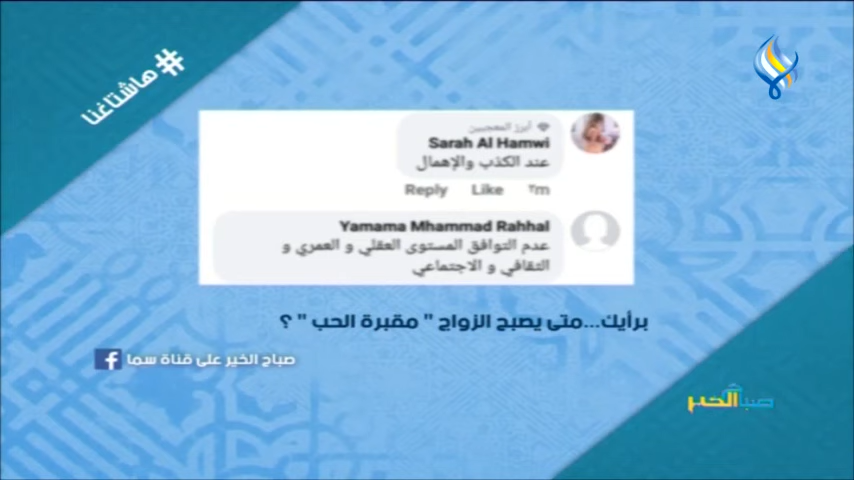 #هاشتاغنا
أبرز المعجبين
Sarah Al Hamwi
عند الكذب والإهمال
Reply Like ٢m
Yamama Mhammad Rahhal
عدم التوافق المستوى العقلي و العمري و
الثقافي و الاجتماعي
برأيك...متى يصبح الزواج " مقبرة الحب " ؟
صباح الخير على قناة سما
صباح الخير